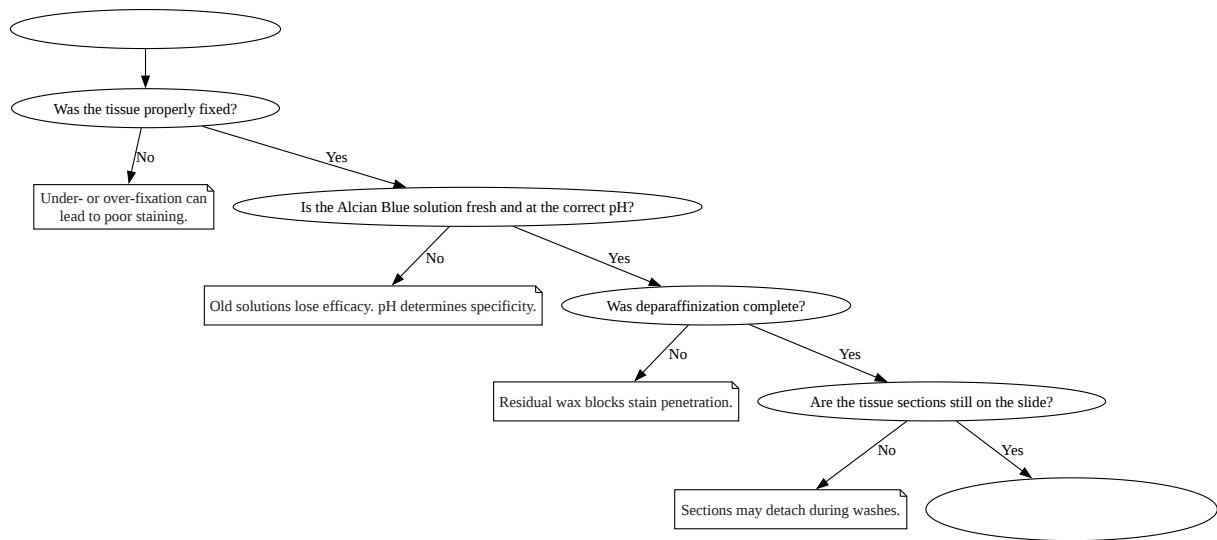 Was the tissue properly fixed?
No
Yes
Under- or over-fixation can
lead to poor staining.
Is the Alcian Blue solution fresh and at the correct pH?
No
Yes
Old solutions lose efficacy. pH determines specificity.
Was deparaffinization complete?
No
Yes
Residual wax blocks stain penetration.
Are the tissue sections still on the slide?
No
Yes
Sections may detach during washes.